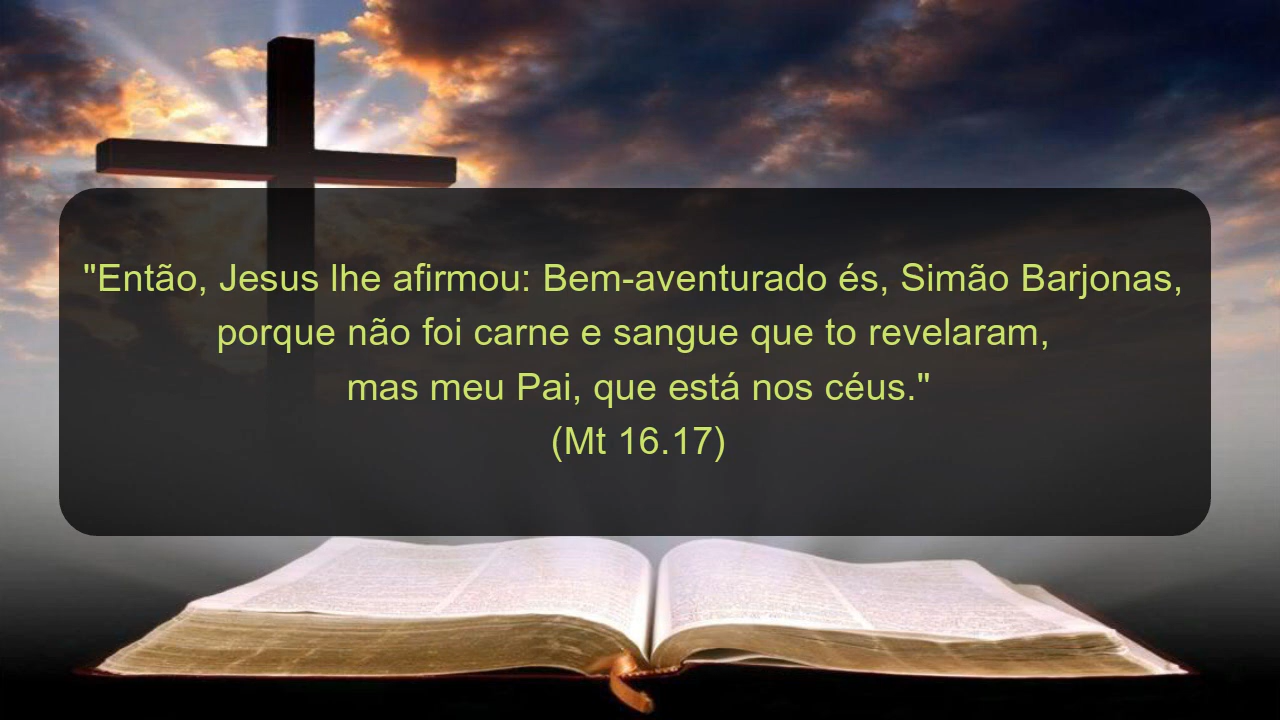 "Então, Jesus lhe afirmou: Bem-aventurado és, Simão Barjonas,
porque não foi carne e sangue que to revelaram,
mas meu Pai, que está nos céus."
(Mt 16.17)